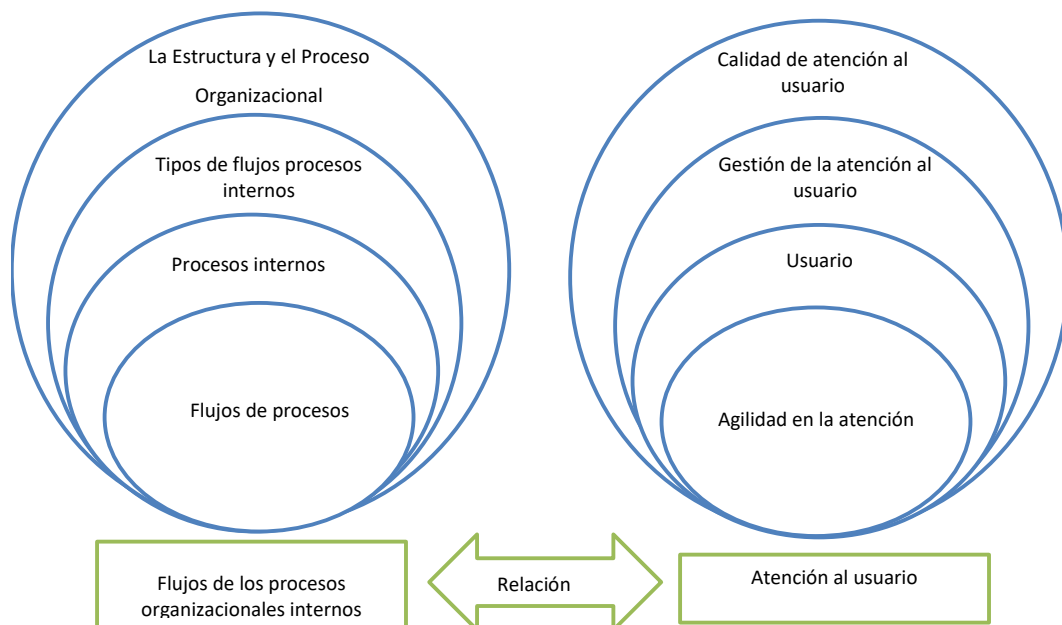 La Estructura y el Proceso
Organizacional
Tipos de flujos procesos
internos
Procesos internos
Flujos de procesos
Calidad de atención al
usuario
Gestión de la atención al
usuario
Usuario
Agilidad en la atención
Flujos de los procesos
organizacionales internos
Relación
Atención al usuario